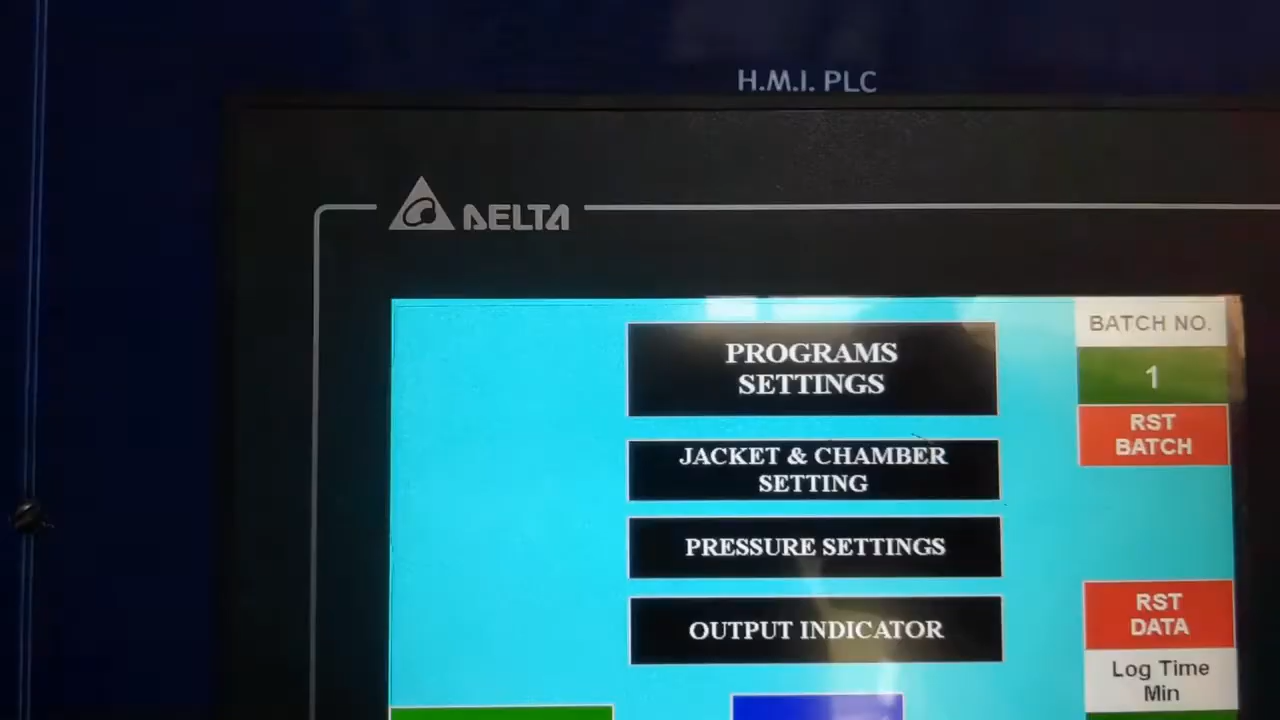 H.M.I. PLC
DELTA
PROGRAMS
SETTINGS
BATCH NO.
1
RST
BATCH
JACKET & CHAMBER
SETTING
PRESSURE SETTINGS
OUTPUT INDICATOR
RST
DATA
Log Time
Min